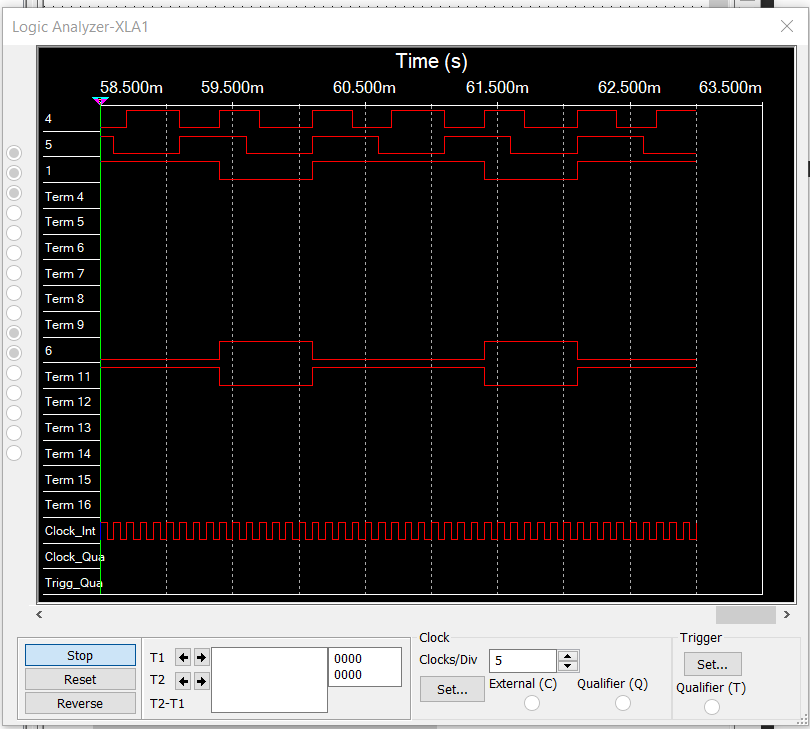 Logic Analyzer-XLA1
Time (s)
58.500m 59.500m 60.500m 61.500m 62.500m 63.500m
4
5
1
Term 4
Term 5
Term 6
Term 7
Term 8
Term 9
6
Term 11
Term 12
Term 13
Term 14
Term 15
Term 16
Clock_Int
Clock_Qua
Trigg_Qua
Stop
Reset
Reverse
T1
T2
T2-T1
0000
0000
Clock
Clocks/Div 5
Set...
External (C) Qualifier (Q)
Trigger
Set...
Qualifier (T)